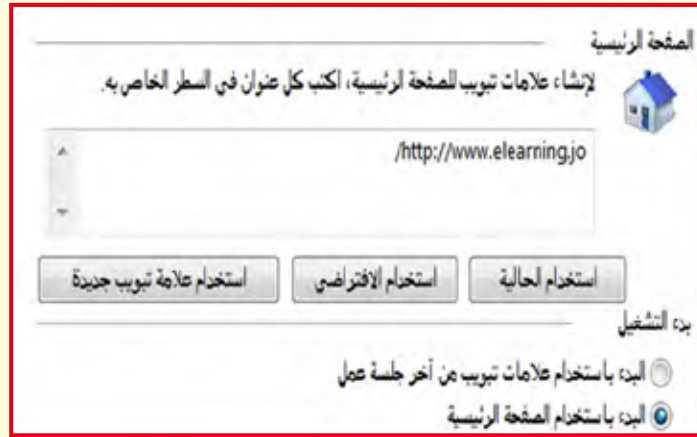 الصفحة الرئيسية
لإنشاء علامات تبويب للصفحة الرئيسية، اكتب كل عنوان في السطر الخاص به.
/http://www.elearning.jo
استخدام الحالية
استخدام الافتراضي
استخدام علامة تبويب جديدة
بدء التشغيل
البدء باستخدام علامات تبويب من آخر جلسة عمل
البدء باستخدام الصفحة الرئيسية